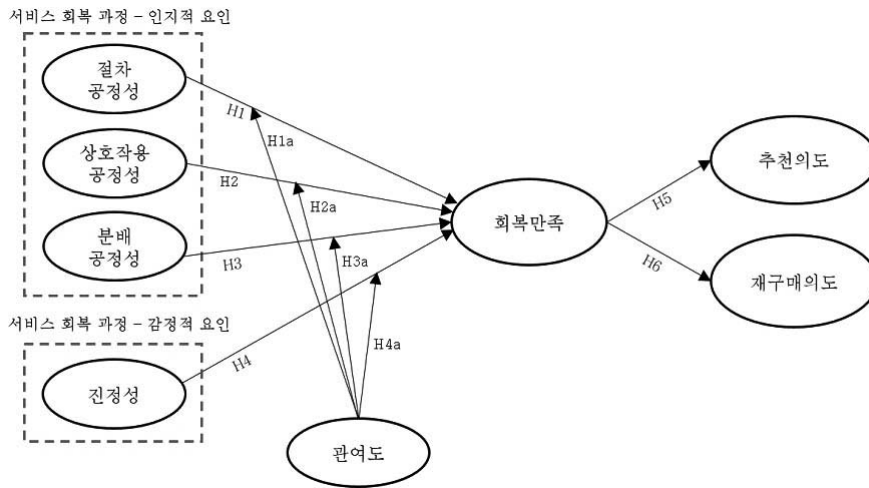 서비스 회복 과정 – 인지적 요인
절차
공정성
H1
H1a
상호작용
공정성
H2
H2a
분배
공정성
H3
H3a
서비스 회복 과정 – 감정적 요인
진정성
H4
H4a
관여도
회복만족
H5
추천의도
H6
재구매의도